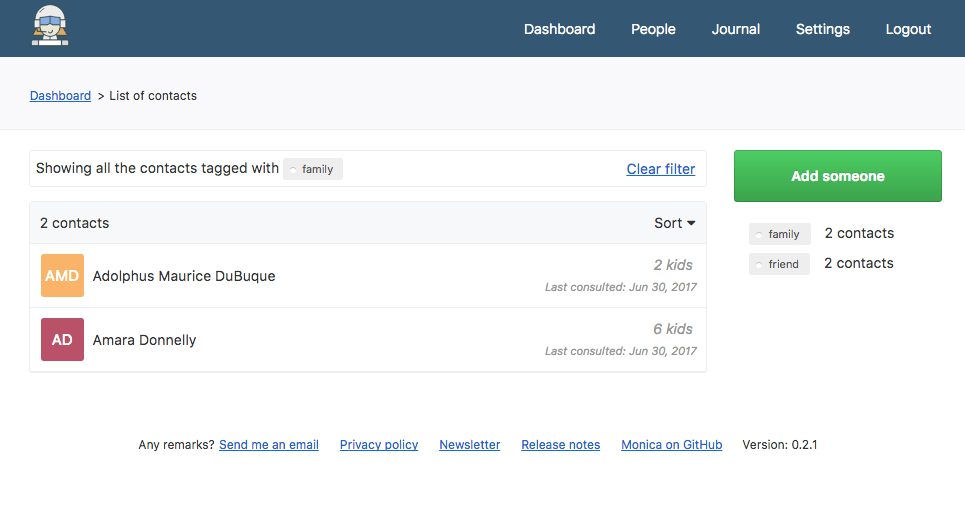 Dashboard People Journal Settings Logout
Dashboard > List of contacts
Showing all the contacts tagged with family Clear filter
Add someone
2 contacts Sort
family 2 contacts
friend 2 contacts
AMD Adolphus Maurice DuBuque 2 kids
Last consulted: Jun 30, 2017
AD Amara Donnelly 6 kids
Last consulted: Jun 30, 2017
Any remarks? Send me an email Privacy policy Newsletter Release notes Monica on GitHub Version: 0.2.1